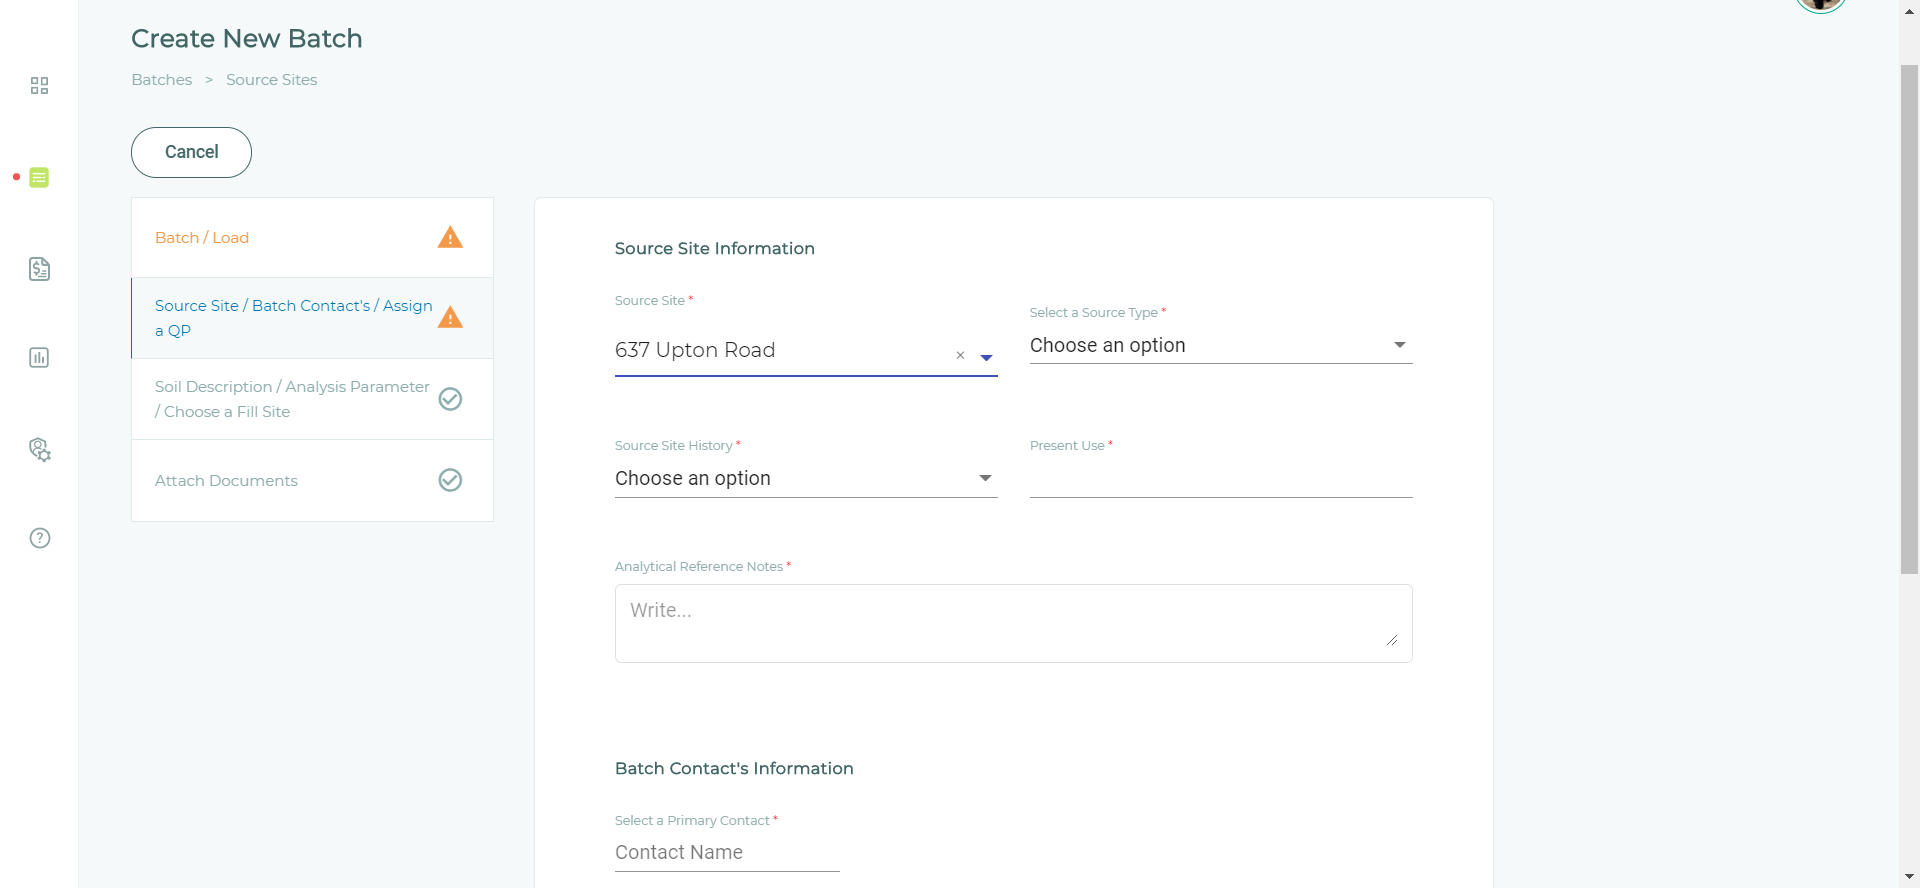 Create New Batch
Batches > Source Sites
Cancel
Batch / Load
Source Site / Batch Contact's / Assign
a QP
Soil Description / Analysis Parameter
/ Choose a Fill Site
Attach Documents
Source Site Information
Source Site *
637 Upton Road
×
Select a Source Type *
Choose an option
Source Site History *
Choose an option
Present Use *
Analytical Reference Notes *
Write...
Batch Contact's Information
Select a Primary Contact *
Contact Name